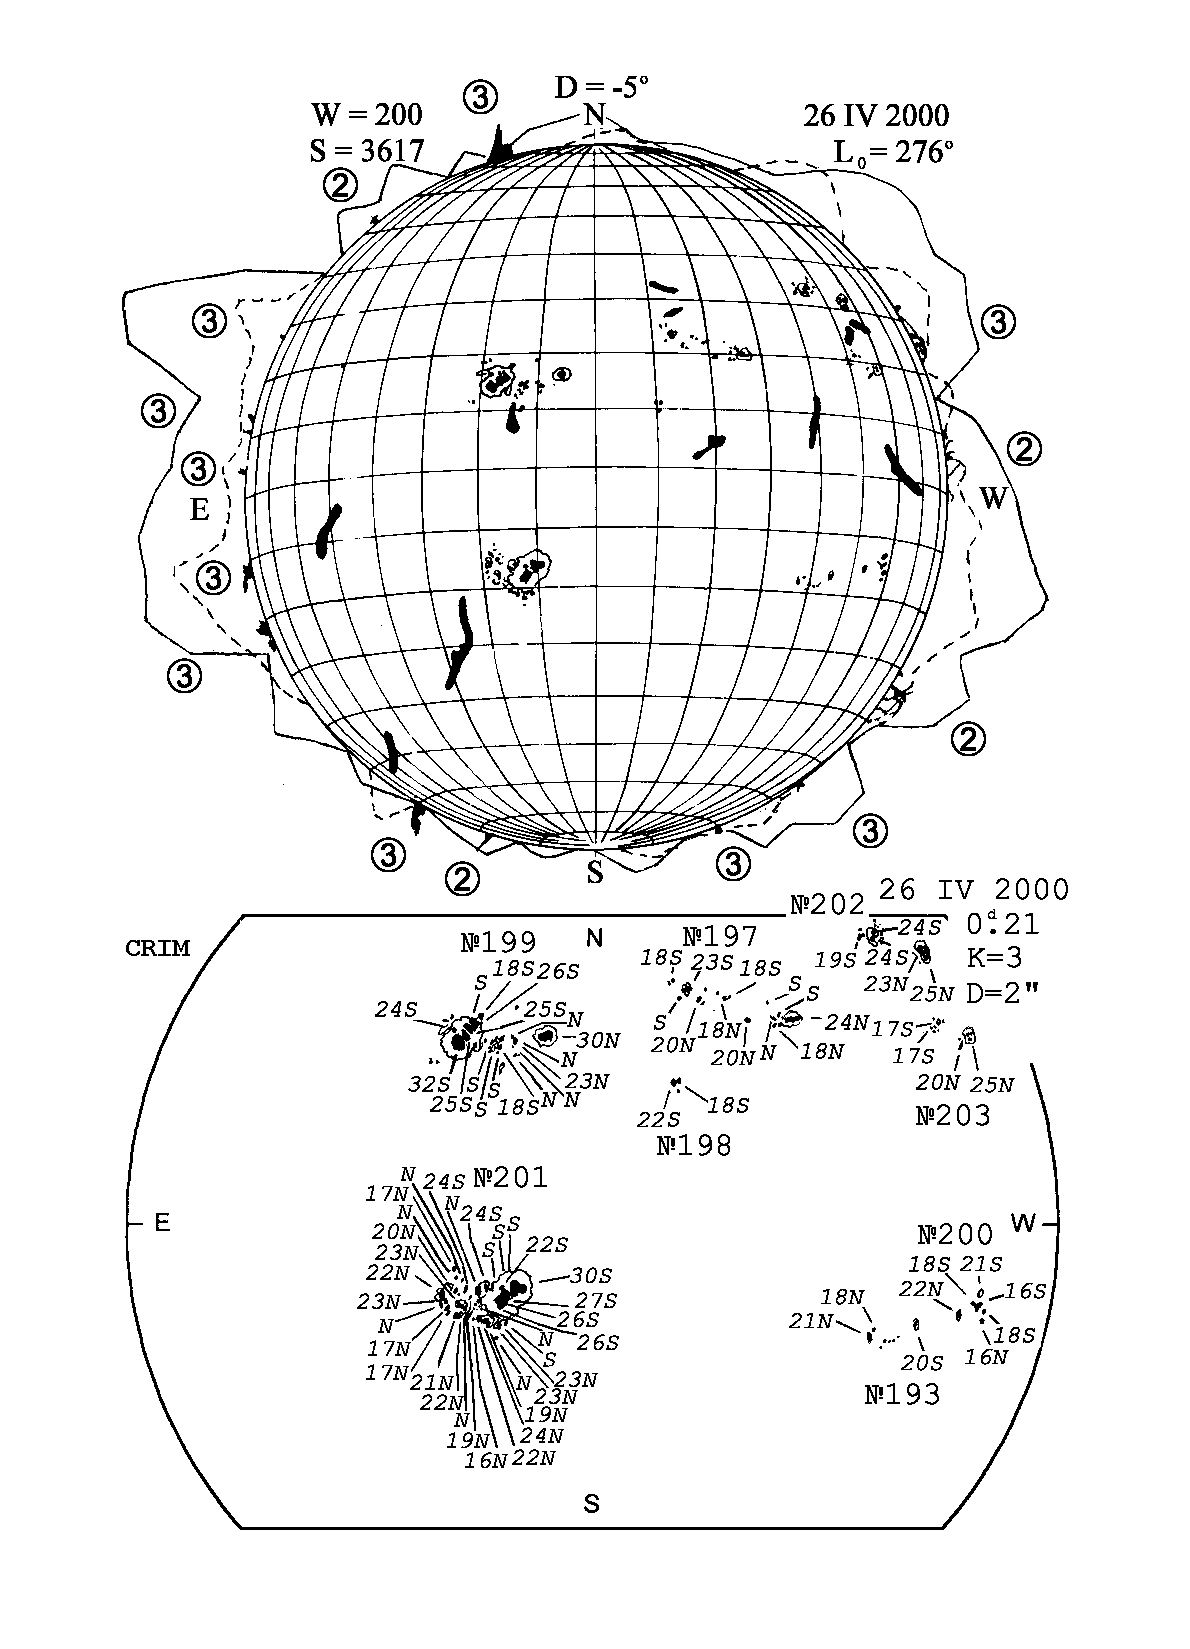 ③
D = -5°
W = 200
N
26 IV 2000
S = 3617
L₀ = 276°
②
③
③
③
②
③
E
W
③
③
②
③
③
③
②
S
№202
26 IV 2000
CRIM
№199
N
№197
24S
0ᵈ.21
18S
26S
18S
23S
18S
19S
24S
K=3
S
23N
25N
D=2"
24S
25S
N
S
S
S
30N
18N
24N
17S
20N
20N
N
18N
17S
N
32S
S
23N
20N
25N
25S
S
S
S
18S
N
N
22S
18S
№203
№198
N
24S
№201
17N
N
24S
N
S
S
E
20N
S
22S
W
23N
№200
22N
30S
18S
21S
23N
27S
22N
16S
N
26S
18N
17N
N
26S
21N
18S
17N
S
20S
16N
21N
N
23N
22N
23N
№193
N
19N
19N
24N
16N
22N
S